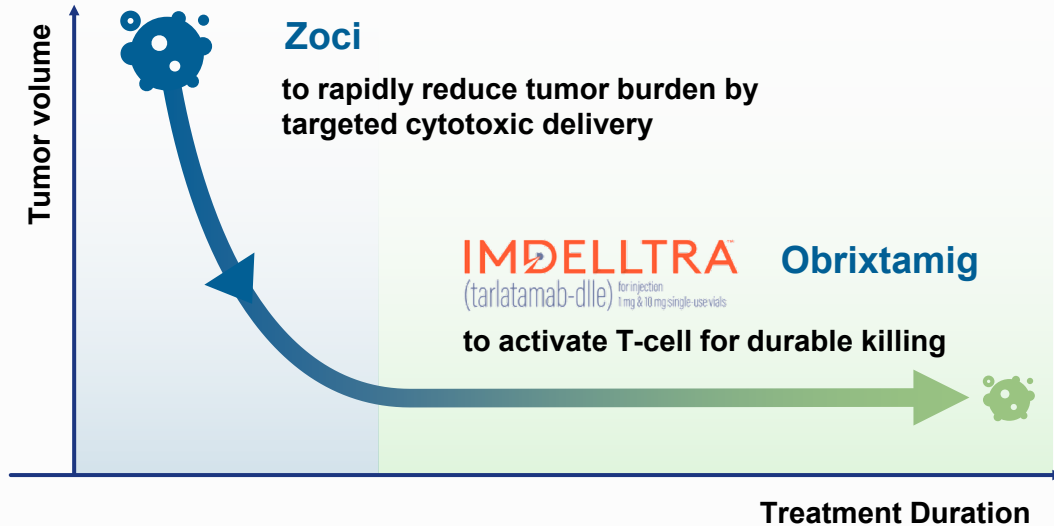 Tumor volume
Zoci
to rapidly reduce tumor burden by
targeted cytotoxic delivery
IMDELLTRA™
(tarlatamab-dlle) for injection
1 mg & 10 mg single-use vials
Obrixtamig
to activate T-cell for durable killing
Treatment Duration